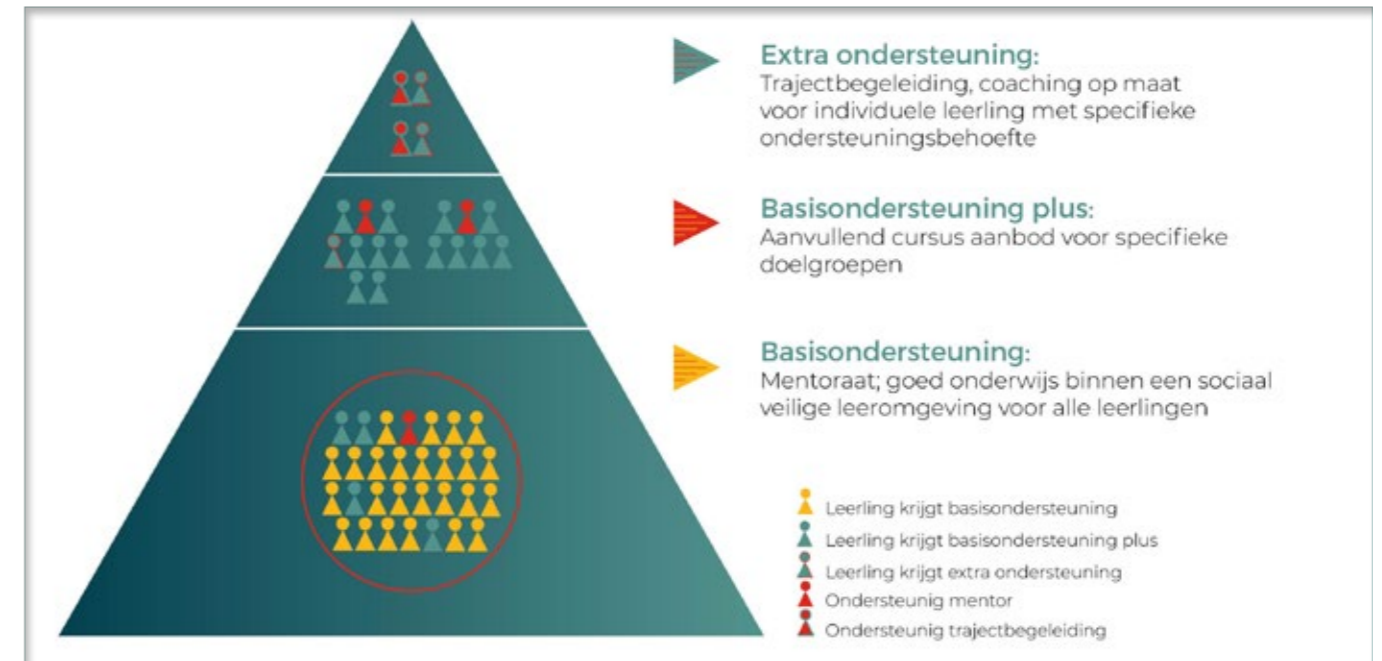 Extra ondersteuning:
Trajectbegeleiding, coaching op maat
voor individuele leerling met specifieke
ondersteuningsbehoefte
Basisondersteuning plus:
Aanvullend cursus aanbod voor specifieke
doelgroepen
Basisondersteuning:
Mentoraat; goed onderwijs binnen een sociaal
veilige leeromgeving voor alle leerlingen
Leerling krijgt basisondersteuning
Leerling krijgt basisondersteuning plus
Leerling krijgt extra ondersteuning
Ondersteunig mentor
Ondersteunig trajectbegeleiding